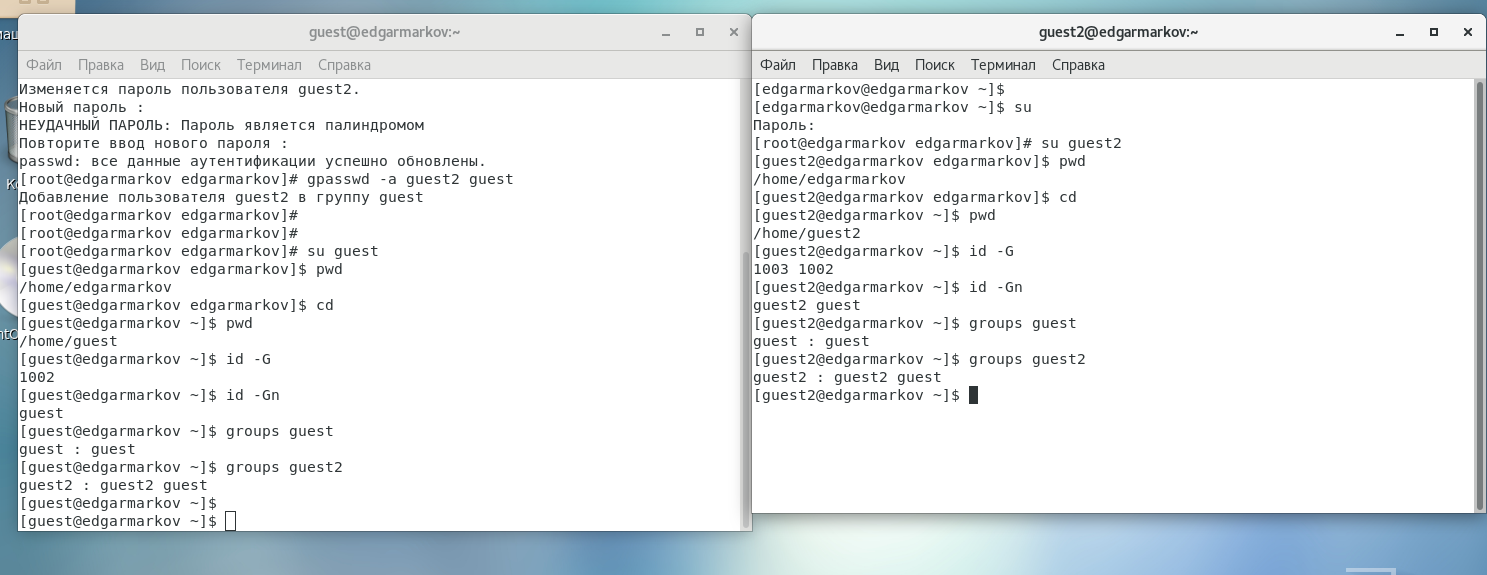 guest@edgarmarkov:~
Файл Правка Вид Поиск Терминал Справка
Изменяется пароль пользователя guest2.
Новый пароль :
НЕУДАЧНЫЙ ПАРОЛЬ: Пароль является палиндромом
Повторите ввод нового пароля :
passwd: все данные аутентификации успешно обновлены.
[root@edgarmarkov edgarmarkov]# gpasswd -a guest2 guest
Добавление пользователя guest2 в группу guest
[root@edgarmarkov edgarmarkov]#
[root@edgarmarkov edgarmarkov]#
[root@edgarmarkov edgarmarkov]# su guest
[guest@edgarmarkov edgarmarkov]$ pwd
/home/edgarmarkov
[guest@edgarmarkov edgarmarkov]$ cd
[guest@edgarmarkov ~]$ pwd
/home/guest
[guest@edgarmarkov ~]$ id -G
1002
[guest@edgarmarkov ~]$ id -Gn
guest
[guest@edgarmarkov ~]$ groups guest
guest : guest
[guest@edgarmarkov ~]$ groups guest2
guest2 : guest2 guest
[guest@edgarmarkov ~]$
[guest@edgarmarkov ~]$
guest2@edgarmarkov:~
Файл Правка Вид Поиск Терминал Справка
[edgarmarkov@edgarmarkov ~]$
[edgarmarkov@edgarmarkov ~]$ su
Пароль:
[root@edgarmarkov edgarmarkov]# su guest2
[guest2@edgarmarkov edgarmarkov]$ pwd
/home/edgarmarkov
[guest2@edgarmarkov edgarmarkov]$ cd
[guest2@edgarmarkov ~]$ pwd
/home/guest2
[guest2@edgarmarkov ~]$ id -G
1003 1002
[guest2@edgarmarkov ~]$ id -Gn
guest2 guest
[guest2@edgarmarkov ~]$ groups guest
guest : guest
[guest2@edgarmarkov ~]$ groups guest2
guest2 : guest2 guest
[guest2@edgarmarkov ~]$